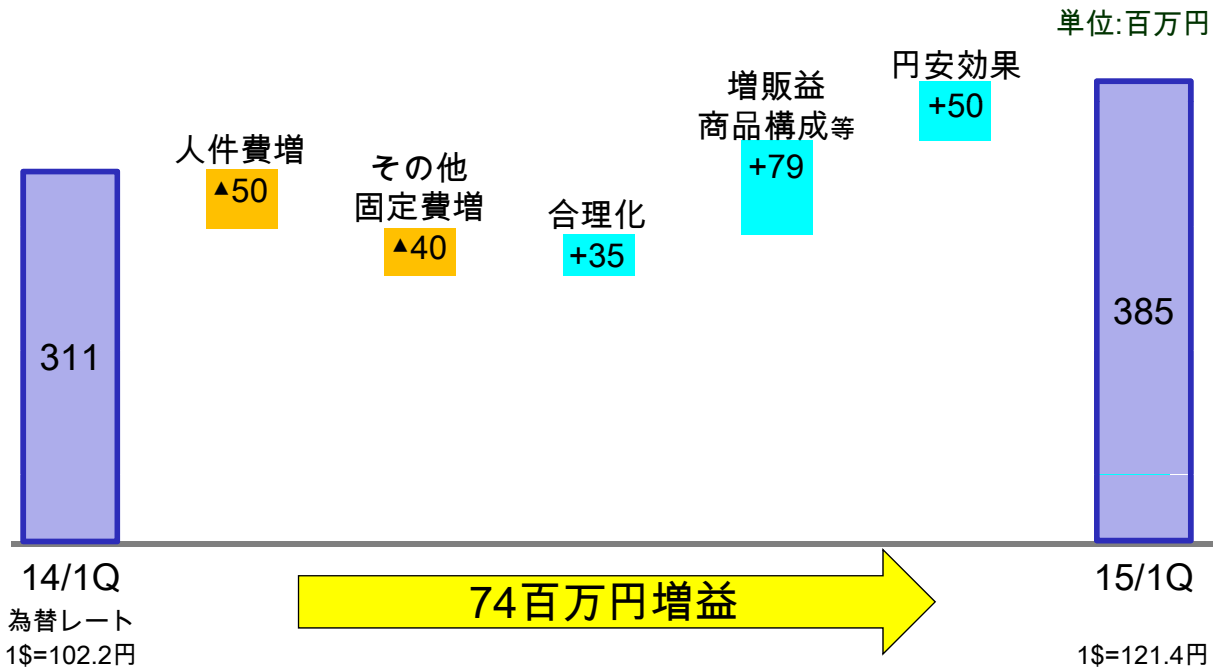 単位:百万円
311
人件費増
▲50
その他
固定費増
▲40
合理化
+35
増販益
商品構成等
+79
円安効果
+50
385
14/1Q
為替レート
1$=102.2円
74百万円増益
15/1Q
1$=121.4円